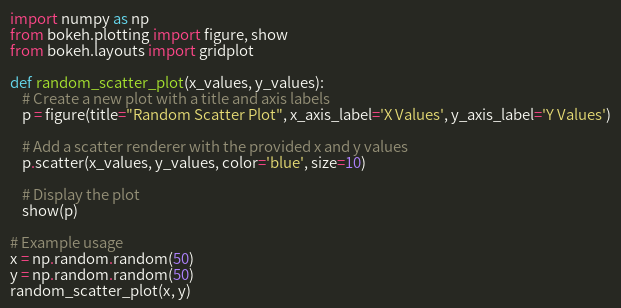 import numpy as np
from bokeh.plotting import figure, show
from bokeh.layouts import gridplot

def random_scatter_plot(x_values, y_values):
    # Create a new plot with a title and axis labels
    p = figure(title="Random Scatter Plot", x_axis_label='X Values', y_axis_label='Y Values')

    # Add a scatter renderer with the provided x and y values
    p.scatter(x_values, y_values, color='blue', size=10)

    # Display the plot
    show(p)

# Example usage
x = np.random.random(50)
y = np.random.random(50)
random_scatter_plot(x, y)